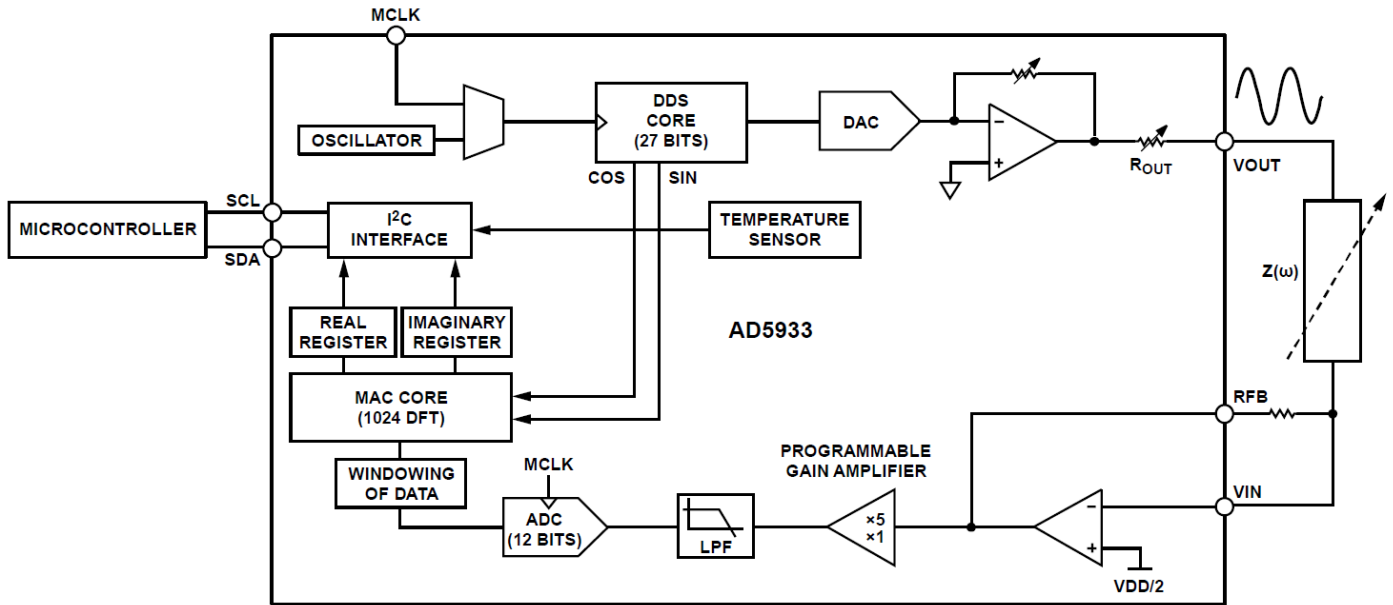 MCLK
OSCILLATOR
DDS
CORE
(27 BITS)
DAC
−
+
R_OUT
VOUT
COS
SIN
SCL
MICROCONTROLLER
SDA
I²C
INTERFACE
TEMPERATURE
SENSOR
Z(ω)
REAL
REGISTER
IMAGINARY
REGISTER
AD5933
MAC CORE
(1024 DFT)
RFB
PROGRAMMABLE
GAIN AMPLIFIER
WINDOWING
OF DATA
MCLK
ADC
(12 BITS)
LPF
×5
×1
VIN
−
+
VDD/2